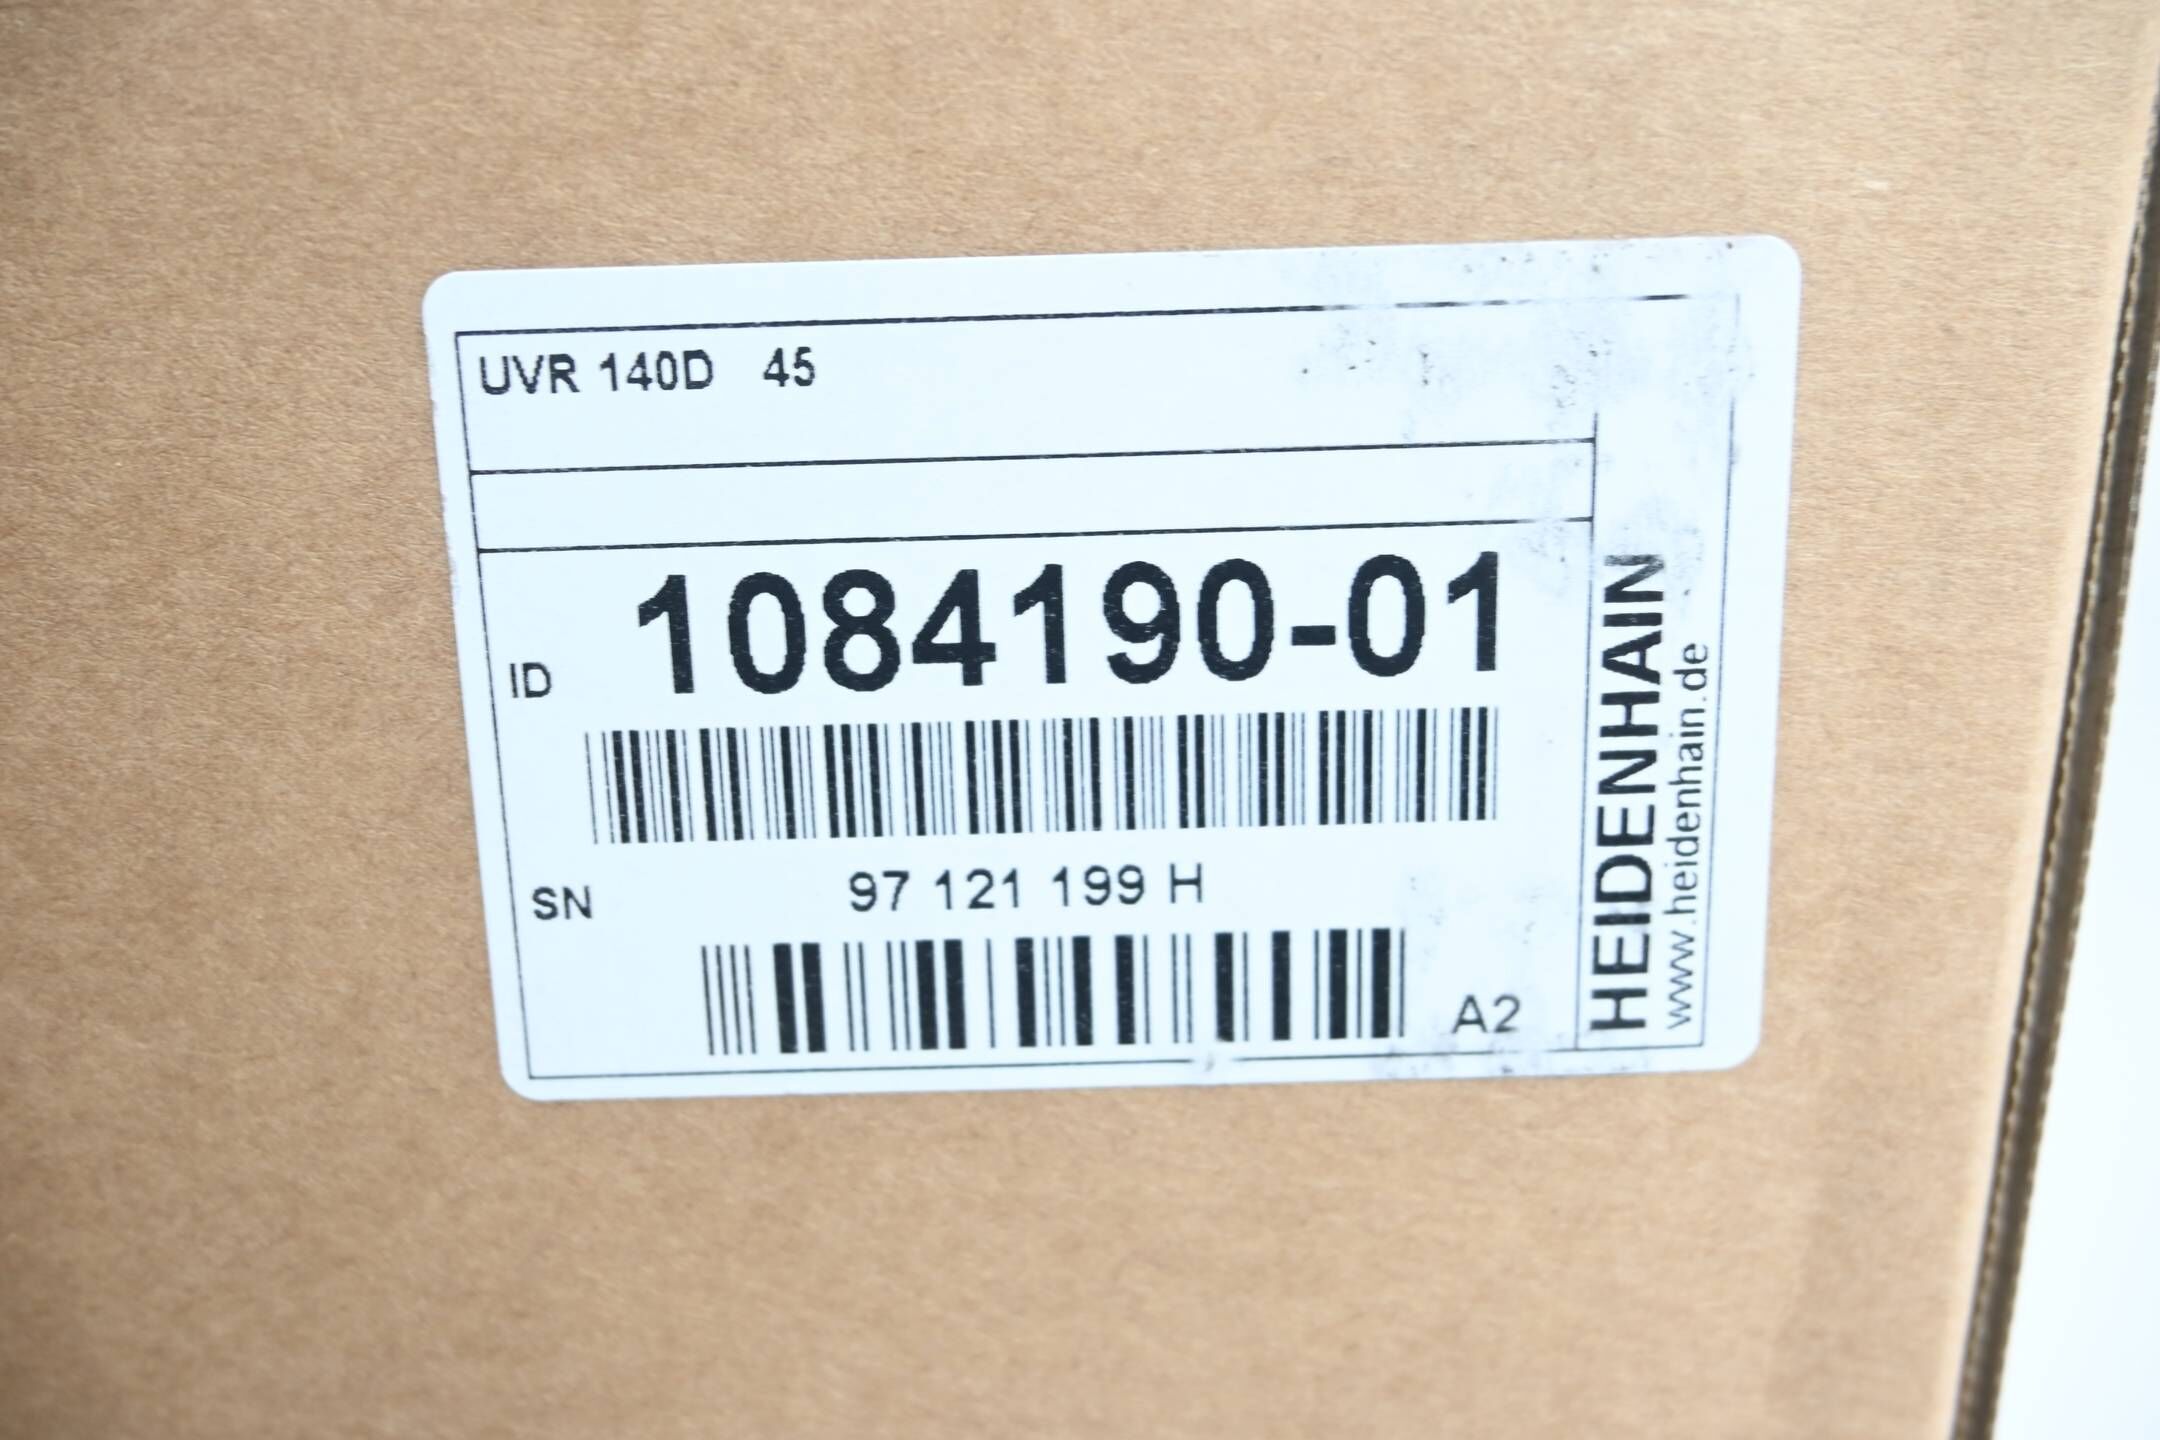 UVR 140D 45
ID 1084190-01
SN 97 121 199 H
A2
HEIDENHAIN
www.heidenhain.de